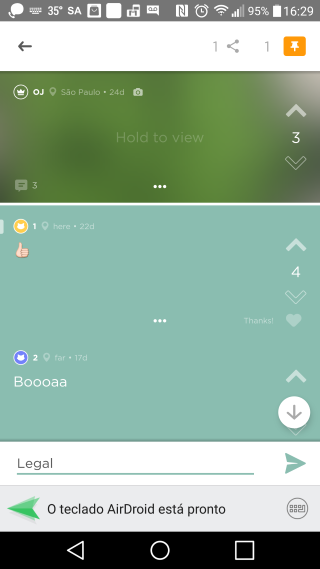 35° SA 95% 16:29
1 1
OJ São Paulo • 24d
Hold to view
3
3
1 here • 22d
👍
4
Thanks!
2 far • 17d
Boooaa
Legal
O teclado AirDroid está pronto